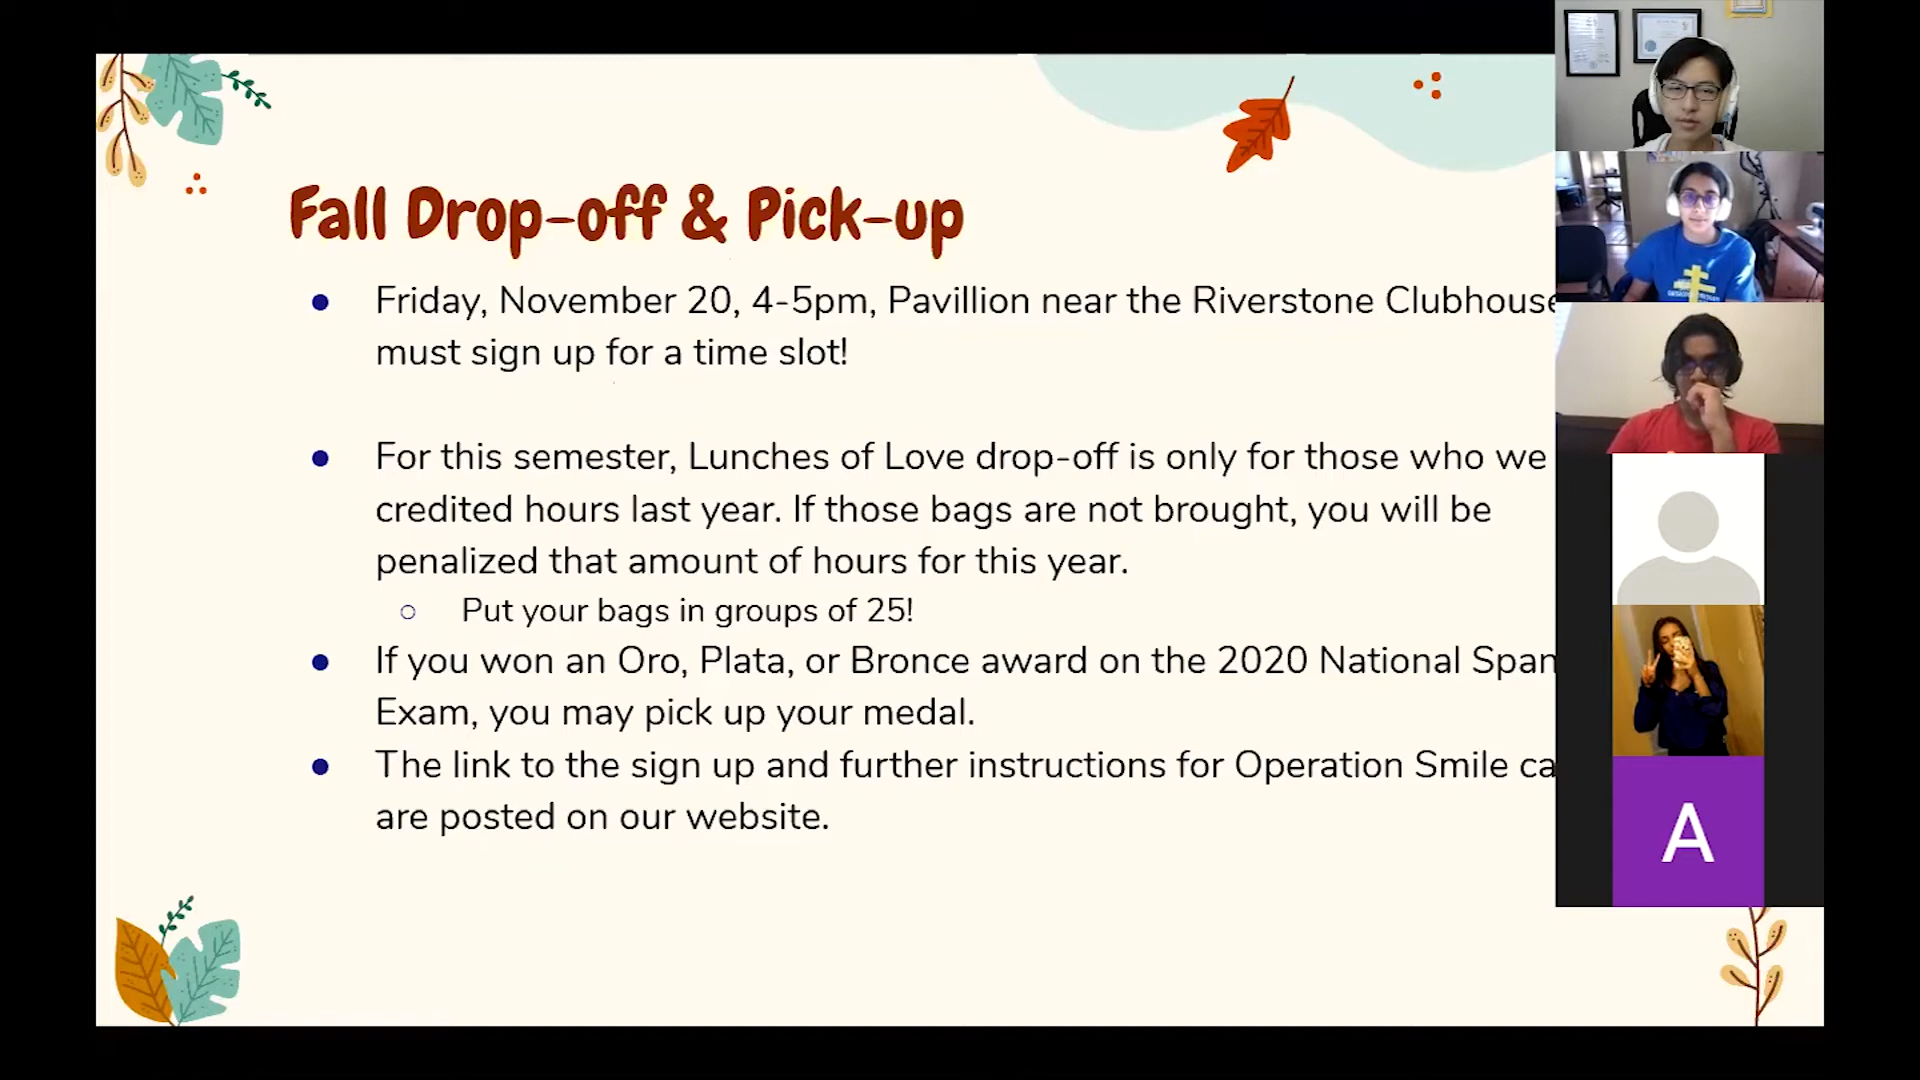 Fall Drop-off & Pick-up
● Friday, November 20, 4-5pm, Pavillion near the Riverstone Clubhouse
must sign up for a time slot!
● For this semester, Lunches of Love drop-off is only for those who we
credited hours last year. If those bags are not brought, you will be
penalized that amount of hours for this year.
○ Put your bags in groups of 25!
● If you won an Oro, Plata, or Bronce award on the 2020 National Span
Exam, you may pick up your medal.
● The link to the sign up and further instructions for Operation Smile ca
are posted on our website.
A